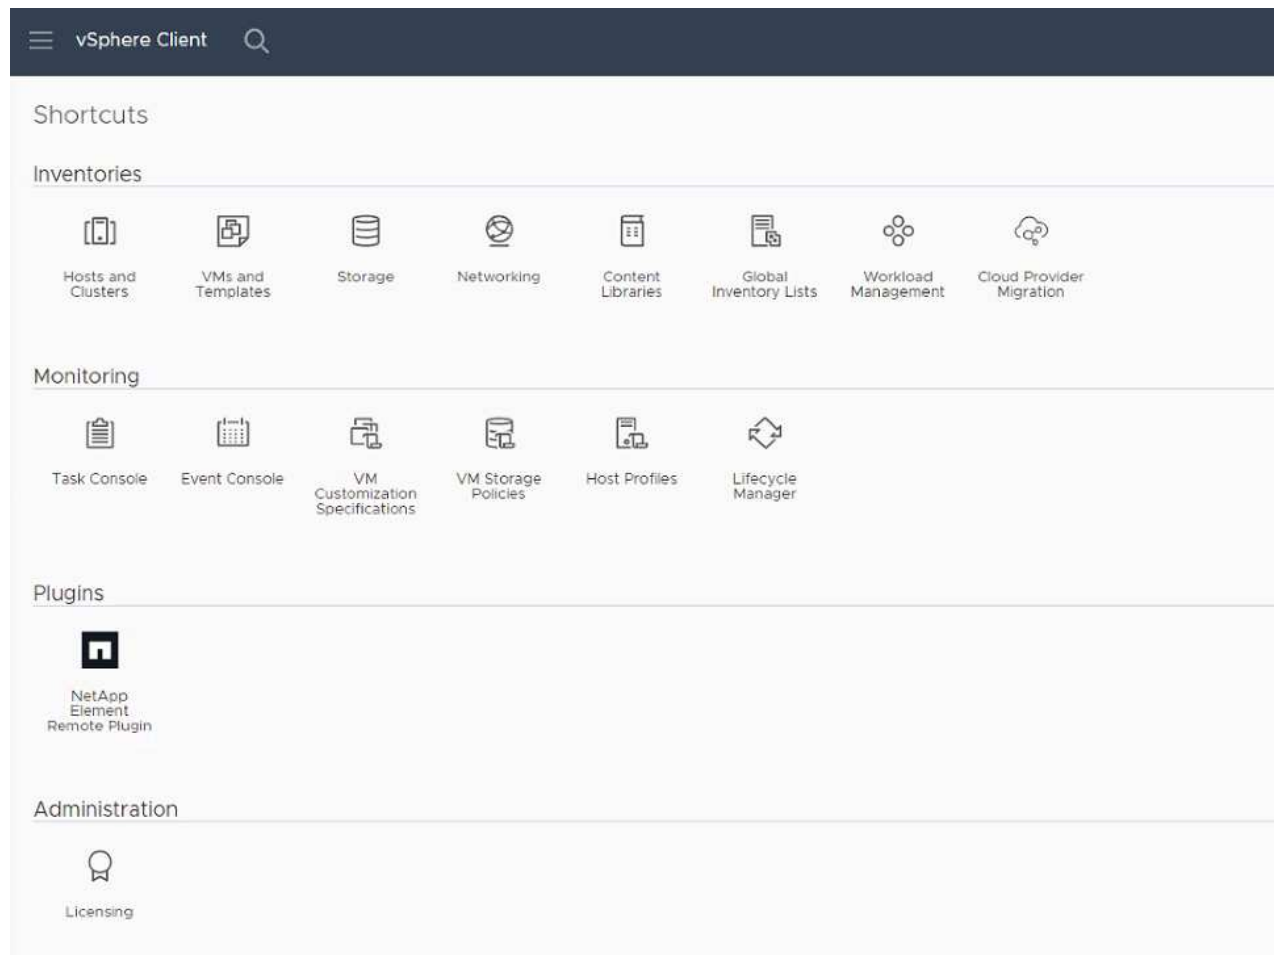 vSphere Client
Shortcuts
Inventories
Hosts and
Clusters
VMs and
Templates
Storage
Networking
Content
Libraries
Global
Inventory Lists
Workload
Management
Cloud Provider
Migration
Monitoring
Task Console
Event Console
VM
Customization
Specifications
VM Storage
Policies
Host Profiles
Lifecycle
Manager
Plugins
NetApp
Element
Remote Plugin
Administration
Licensing